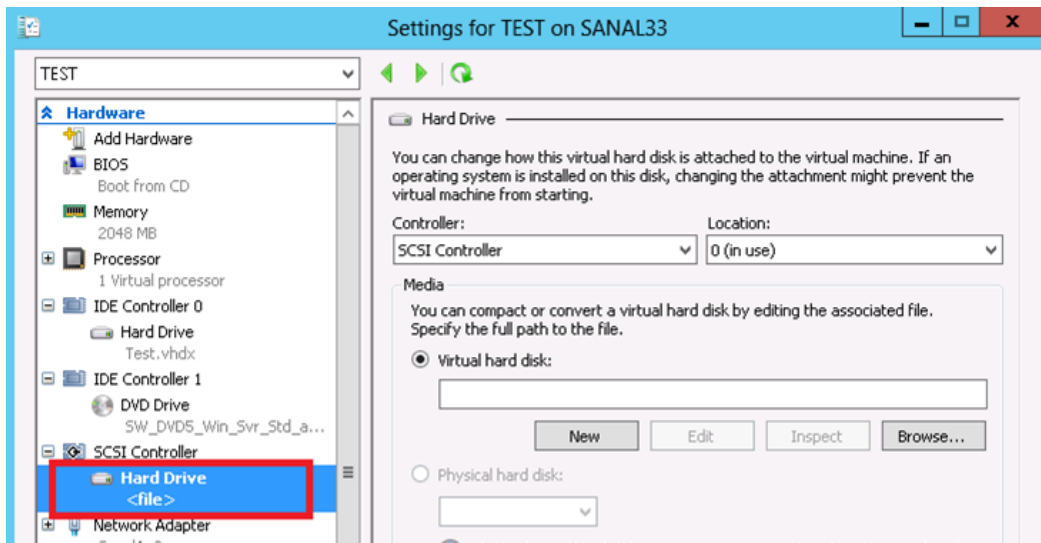 Settings for TEST on SANAL33
TEST
Hardware
Add Hardware
BIOS
Boot from CD
Memory
2048 MB
Processor
1 Virtual processor
IDE Controller 0
Hard Drive
Test.vhdx
IDE Controller 1
DVD Drive
SW_DVD5_Win_Svr_Std_a...
SCSI Controller
Hard Drive
<file>
Network Adapter
Hard Drive
You can change how this virtual hard disk is attached to the virtual machine. If an
operating system is installed on this disk, changing the attachment might prevent the
virtual machine from starting.
Controller:
Location:
SCSI Controller
0 (in use)
Media
You can compact or convert a virtual hard disk by editing the associated file.
Specify the full path to the file.
Virtual hard disk:
New
Edit
Inspect
Browse...
Physical hard disk: